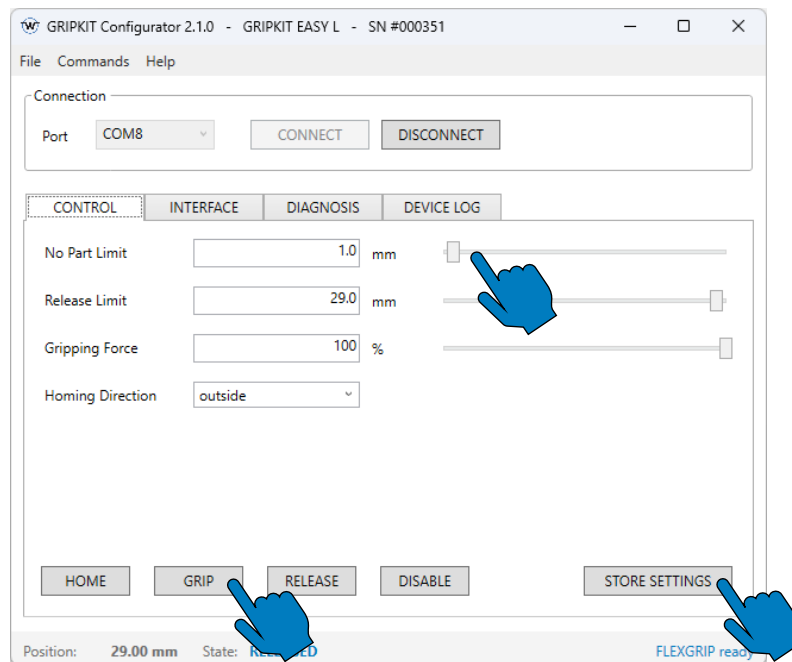 GRIPKIT Configurator 2.1.0 - GRIPKIT EASY L - SN #000351
File Commands Help
Connection
Port COM8 CONNECT DISCONNECT
CONTROL INTERFACE DIAGNOSIS DEVICE LOG
No Part Limit 1.0 mm
Release Limit 29.0 mm
Gripping Force 100 %
Homing Direction outside
HOME GRIP RELEASE DISABLE STORE SETTINGS
Position: 29.00 mm State: RELEASED FLEXGRIP ready